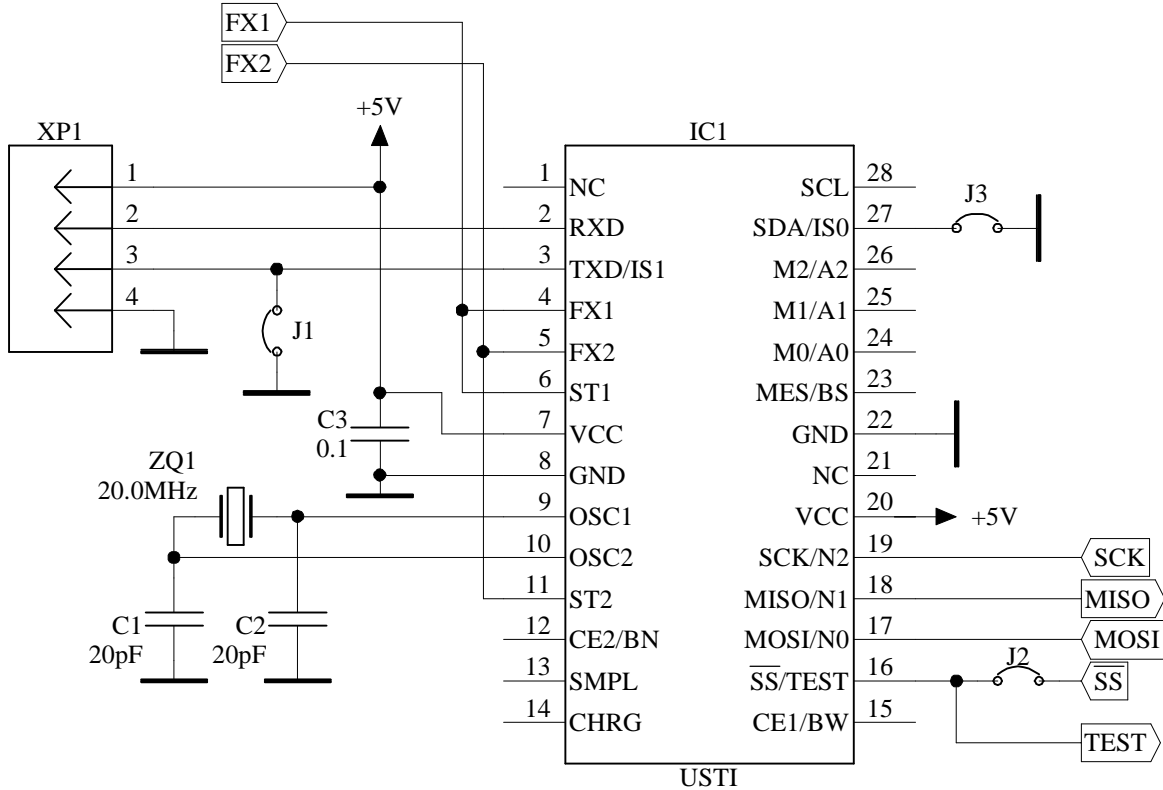 FX1
FX2
+5V
XP1
IC1
1
2
3
4
J1
C3
0.1
ZQ1
20.0MHz
C1
20pF
C2
20pF
1 NC
2 RXD
3 TXD/IS1
4 FX1
5 FX2
6 ST1
7 VCC
8 GND
9 OSC1
10 OSC2
11 ST2
12 CE2/BN
13 SMPL
14 CHRG
SCL 28
SDA/IS0 27
M2/A2 26
M1/A1 25
M0/A0 24
MES/BS 23
GND 22
NC 21
VCC 20
SCK/N2 19
MISO/N1 18
MOSI/N0 17
S̅S̅/TEST 16
CE1/BW 15
J3
+5V
SCK
MISO
MOSI
J2
S̅S̅
TEST
USTI